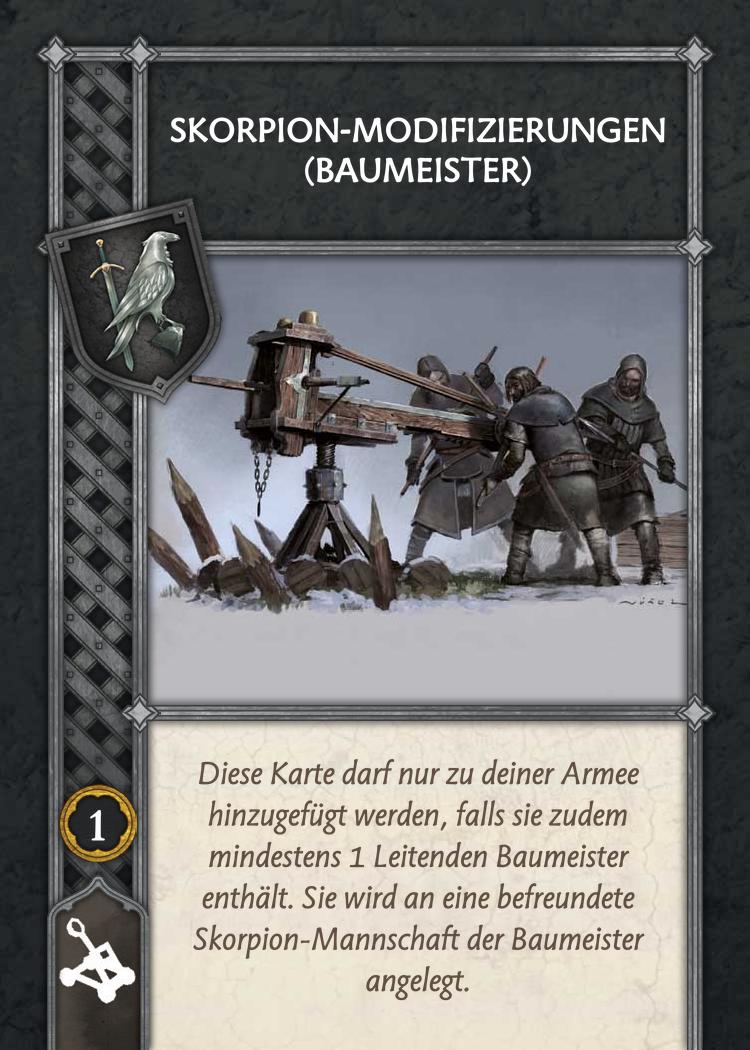 SKORPION-MODIFIZIERUNGEN
(BAUMEISTER)
1
Diese Karte darf nur zu deiner Armee
hinzugefügt werden, falls sie zudem
mindestens 1 Leitenden Baumeister
enthält. Sie wird an eine befreundete
Skorpion-Mannschaft der Baumeister
angelegt.